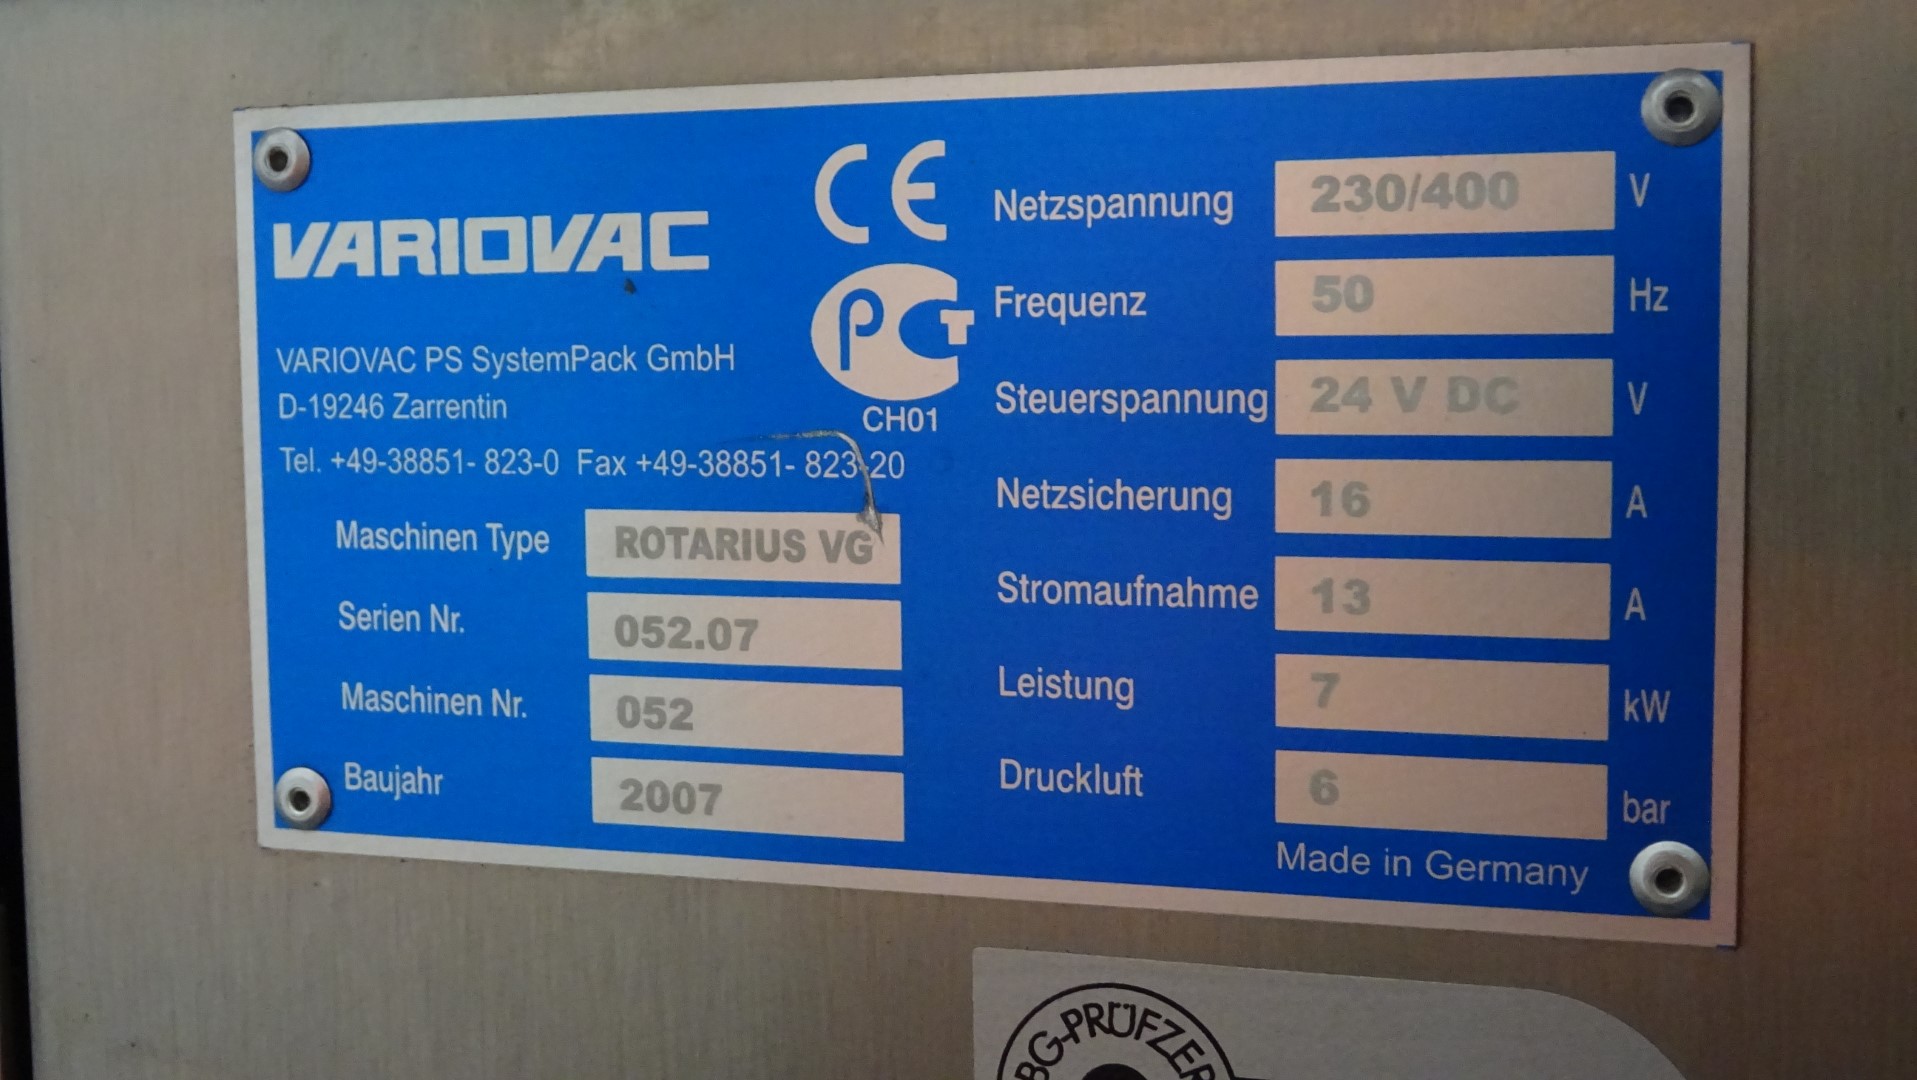 VARIOVAC
CE
PCT
CH01
VARIOVAC PS SystemPack GmbH
D-19246 Zarrentin
Tel. +49-38851- 823-0 Fax +49-38851- 823-20
Maschinen Type ROTARIUS VG
Serien Nr. 052.07
Maschinen Nr. 052
Baujahr 2007
Netzspannung 230/400 V
Frequenz 50 Hz
Steuerspannung 24 V DC V
Netzsicherung 16 A
Stromaufnahme 13 A
Leistung 7 kW
Druckluft 6 bar
Made in Germany
BG-PRÜFZER